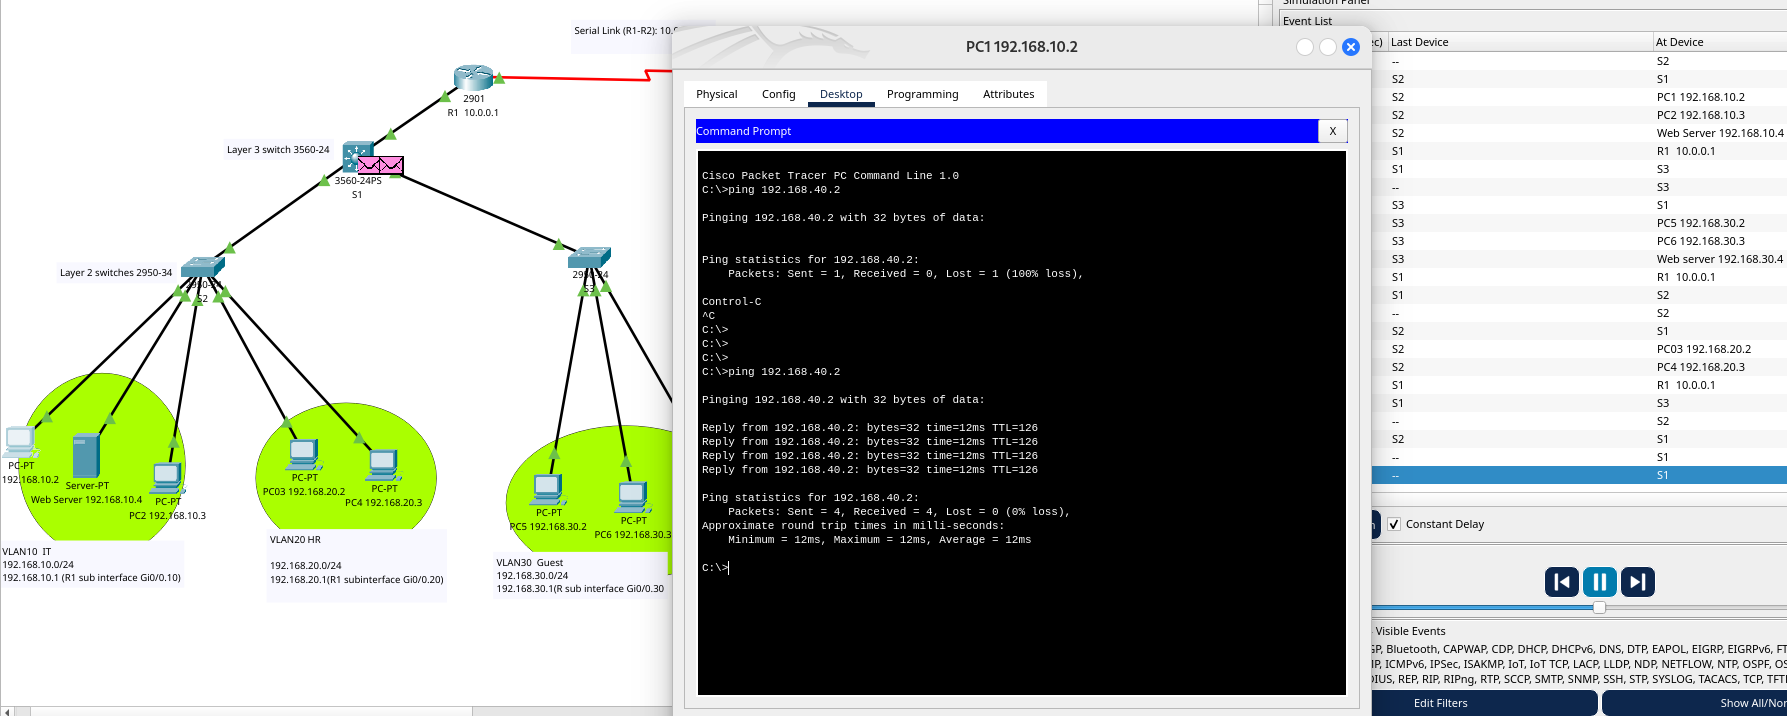 Simulation Panel
Event List
Serial Link (R1-R2): 10.
PC1 192.168.10.2
Last Device At Device
-- S2
S2 S1
S2 PC1 192.168.10.2
S2 PC2 192.168.10.3
S2 Web Server 192.168.10.4
S1 R1 10.0.0.1
S1 S3
-- S3
S3 S1
S3 PC5 192.168.30.2
S3 PC6 192.168.30.3
S3 Web server 192.168.30.4
S1 R1 10.0.0.1
S1 S2
-- S2
S2 S1
S2 PC03 192.168.20.2
S2 PC4 192.168.20.3
S1 R1 10.0.0.1
S1 S3
-- S2
S2 S1
-- S1
-- S1
Physical Config Desktop Programming Attributes
Command Prompt X
Cisco Packet Tracer PC Command Line 1.0
C:\>ping 192.168.40.2
Pinging 192.168.40.2 with 32 bytes of data:
Ping statistics for 192.168.40.2:
Packets: Sent = 1, Received = 0, Lost = 1 (100% loss),
Control-C
^C
C:\>
C:\>
C:\>
C:\>ping 192.168.40.2
Pinging 192.168.40.2 with 32 bytes of data:
Reply from 192.168.40.2: bytes=32 time=12ms TTL=126
Reply from 192.168.40.2: bytes=32 time=12ms TTL=126
Reply from 192.168.40.2: bytes=32 time=12ms TTL=126
Reply from 192.168.40.2: bytes=32 time=12ms TTL=126
Ping statistics for 192.168.40.2:
Packets: Sent = 4, Received = 4, Lost = 0 (0% loss),
Approximate round trip times in milli-seconds:
Minimum = 12ms, Maximum = 12ms, Average = 12ms
C:\>
2901
R1 10.0.0.1
Layer 3 switch 3560-24
3560-24PS
S1
Layer 2 switches 2950-34
2950-24
S2
2950-24
S3
PC-PT
192.168.10.2
Server-PT
Web Server 192.168.10.4
PC-PT
PC2 192.168.10.3
PC-PT
PC03 192.168.20.2
PC-PT
PC4 192.168.20.3
PC-PT
PC5 192.168.30.2
PC-PT
PC6 192.168.30.3
VLAN10 IT
192.168.10.0/24
192.168.10.1 (R1 sub interface Gi0/0.10)
VLAN20 HR
192.168.20.0/24
192.168.20.1(R1 subinterface Gi0/0.20)
VLAN30 Guest
192.168.30.0/24
192.168.30.1(R sub interface Gi0/0.30
Constant Delay
Visible Events
GP, Bluetooth, CAPWAP, CDP, DHCP, DHCPv6, DNS, DTP, EAPOL, EIGRP, EIGRPv6, FT
MP, ICMPv6, IPSec, ISAKMP, IoT, IoT TCP, LACP, LLDP, NDP, NETFLOW, NTP, OSPF, OS
DIUS, REP, RIP, RIPng, RTP, SCCP, SMTP, SNMP, SSH, STP, SYSLOG, TACACS, TCP, TFT
Edit Filters Show All/Non